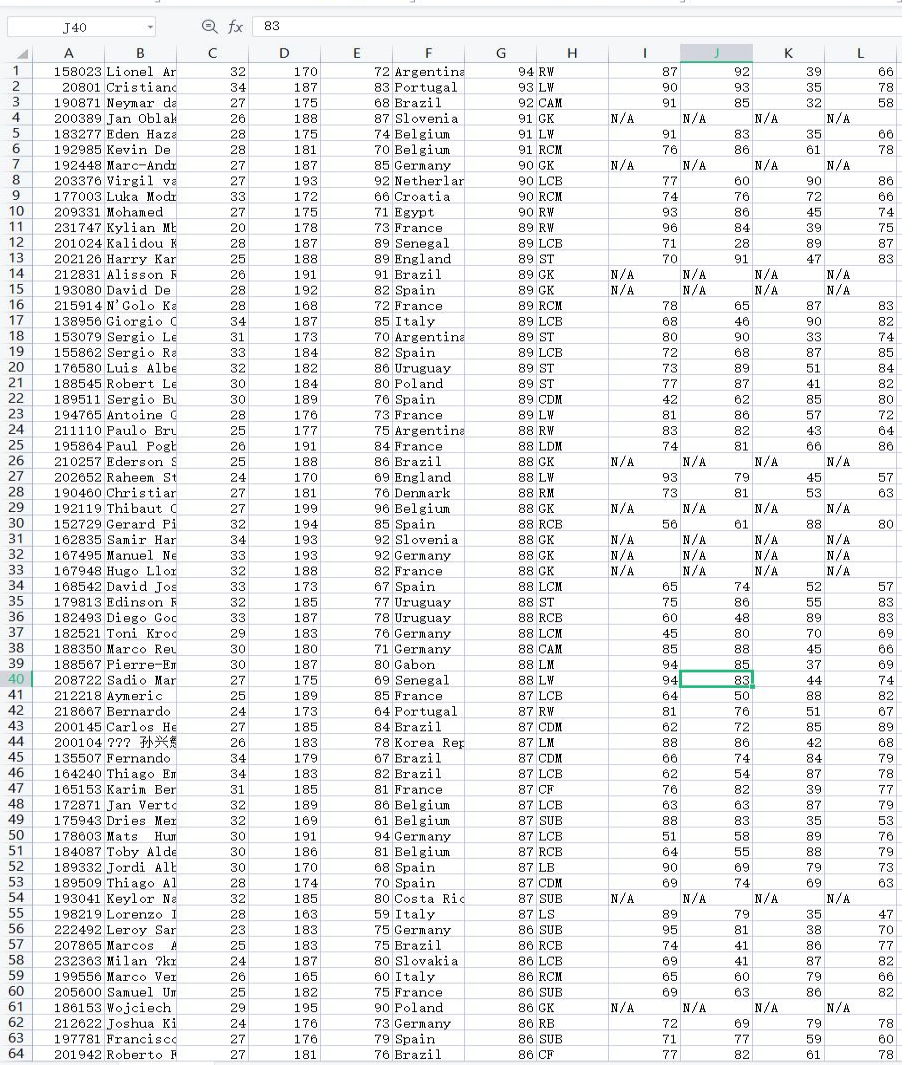 J40 fx 83
A B C D E F G H I J K L
1 158023 Lionel An 32 170 72 Argentina 94 RW 87 92 39 66
2 20801 Cristiano 34 187 83 Portugal 93 LW 90 93 35 78
3 190871 Neymar da 27 175 68 Brazil 92 CAM 91 85 32 58
4 200389 Jan Oblak 26 188 87 Slovenia 91 GK N/A N/A N/A N/A
5 183277 Eden Haza 28 175 74 Belgium 91 LW 91 83 35 66
6 192985 Kevin De 28 181 70 Belgium 91 RCM 76 86 61 78
7 192448 Marc-Andr 27 187 85 Germany 90 GK N/A N/A N/A N/A
8 203376 Virgil va 27 193 92 Netherlan 90 LCB 77 60 90 86
9 177003 Luka Modr 33 172 66 Croatia 90 RCM 74 76 72 66
10 209331 Mohamed 27 175 71 Egypt 90 RW 93 86 45 74
11 231747 Kylian Mb 20 178 73 France 89 RW 96 84 39 75
12 201024 Kalidou K 28 187 89 Senegal 89 LCB 71 28 89 87
13 202126 Harry Kan 25 188 89 England 89 ST 70 91 47 83
14 212831 Alisson R 26 191 91 Brazil 89 GK N/A N/A N/A N/A
15 193080 David De 28 192 82 Spain 89 GK N/A N/A N/A N/A
16 215914 N'Golo Ka 28 168 72 France 89 RCM 78 65 87 83
17 138956 Giorgio C 34 187 85 Italy 89 LCB 68 46 90 82
18 153079 Sergio Le 31 173 70 Argentina 89 ST 80 90 33 74
19 155862 Sergio Ra 33 184 82 Spain 89 LCB 72 68 87 85
20 176580 Luis Albe 32 182 86 Uruguay 89 ST 73 89 51 84
21 188545 Robert Le 30 184 80 Poland 89 ST 77 87 41 82
22 189511 Sergio Bu 30 189 76 Spain 89 CDM 42 62 85 80
23 194765 Antoine G 28 176 73 France 89 LW 81 86 57 72
24 211110 Paulo Bru 25 177 75 Argentina 88 RW 83 82 43 64
25 195864 Paul Pogb 26 191 84 France 88 LDM 74 81 66 86
26 210257 Ederson S 25 188 86 Brazil 88 GK N/A N/A N/A N/A
27 202652 Raheem St 24 170 69 England 88 LW 93 79 45 57
28 190460 Christian 27 181 76 Denmark 88 RM 73 81 53 63
29 192119 Thibaut C 27 199 96 Belgium 88 GK N/A N/A N/A N/A
30 152729 Gerard Pi 32 194 85 Spain 88 RCB 56 61 88 80
31 162835 Samir Han 34 193 92 Slovenia 88 GK N/A N/A N/A N/A
32 167495 Manuel Ne 33 193 92 Germany 88 GK N/A N/A N/A N/A
33 167948 Hugo Llor 32 188 82 France 88 GK N/A N/A N/A N/A
34 168542 David Jos 33 173 67 Spain 88 LCM 65 74 52 57
35 179813 Edinson R 32 185 77 Uruguay 88 ST 75 86 55 83
36 182493 Diego God 33 187 78 Uruguay 88 RCB 60 48 89 83
37 182521 Toni Kroo 29 183 76 Germany 88 LCM 45 80 70 69
38 188350 Marco Reu 30 180 71 Germany 88 CAM 85 88 45 66
39 188567 Pierre-Em 30 187 80 Gabon 88 LM 94 85 37 69
40 208722 Sadio Man 27 175 69 Senegal 88 LW 94 83 44 74
41 212218 Aymeric 25 189 85 France 87 LCB 64 50 88 82
42 218667 Bernardo 24 173 64 Portugal 87 RW 81 76 51 67
43 200145 Carlos He 27 185 84 Brazil 87 CDM 62 72 85 89
44 200104 ??? 孙兴慜 26 183 78 Korea Rep 87 LM 88 86 42 68
45 135507 Fernando 34 179 67 Brazil 87 CDM 66 74 84 79
46 164240 Thiago Em 34 183 82 Brazil 87 LCB 62 54 87 78
47 165153 Karim Ben 31 185 81 France 87 CF 76 82 39 77
48 172871 Jan Verto 32 189 86 Belgium 87 LCB 63 63 87 79
49 175943 Dries Mer 32 169 61 Belgium 87 SUB 88 83 35 53
50 178603 Mats Hum 30 191 94 Germany 87 LCB 51 58 89 76
51 184087 Toby Alde 30 186 81 Belgium 87 RCB 64 55 88 79
52 189332 Jordi Alb 30 170 68 Spain 87 LB 90 69 79 73
53 189509 Thiago Al 28 174 70 Spain 87 CDM 69 74 69 63
54 193041 Keylor Na 32 185 80 Costa Ric 87 SUB N/A N/A N/A N/A
55 198219 Lorenzo I 28 163 59 Italy 87 LS 89 79 35 47
56 222492 Leroy San 23 183 75 Germany 86 SUB 95 81 38 70
57 207865 Marcos A 25 183 75 Brazil 86 RCB 74 41 86 77
58 232363 Milan ?kr 24 187 80 Slovakia 86 LCB 69 41 87 82
59 199556 Marco Ver 26 165 60 Italy 86 RCM 65 60 79 66
60 205600 Samuel Um 25 182 75 France 86 SUB 69 63 86 82
61 186153 Wojciech 29 195 90 Poland 86 GK N/A N/A N/A N/A
62 212622 Joshua Ki 24 176 73 Germany 86 RB 72 69 79 78
63 197781 Francisco 27 176 79 Spain 86 SUB 71 77 59 60
64 201942 Roberto F 27 181 76 Brazil 86 CF 77 82 61 78